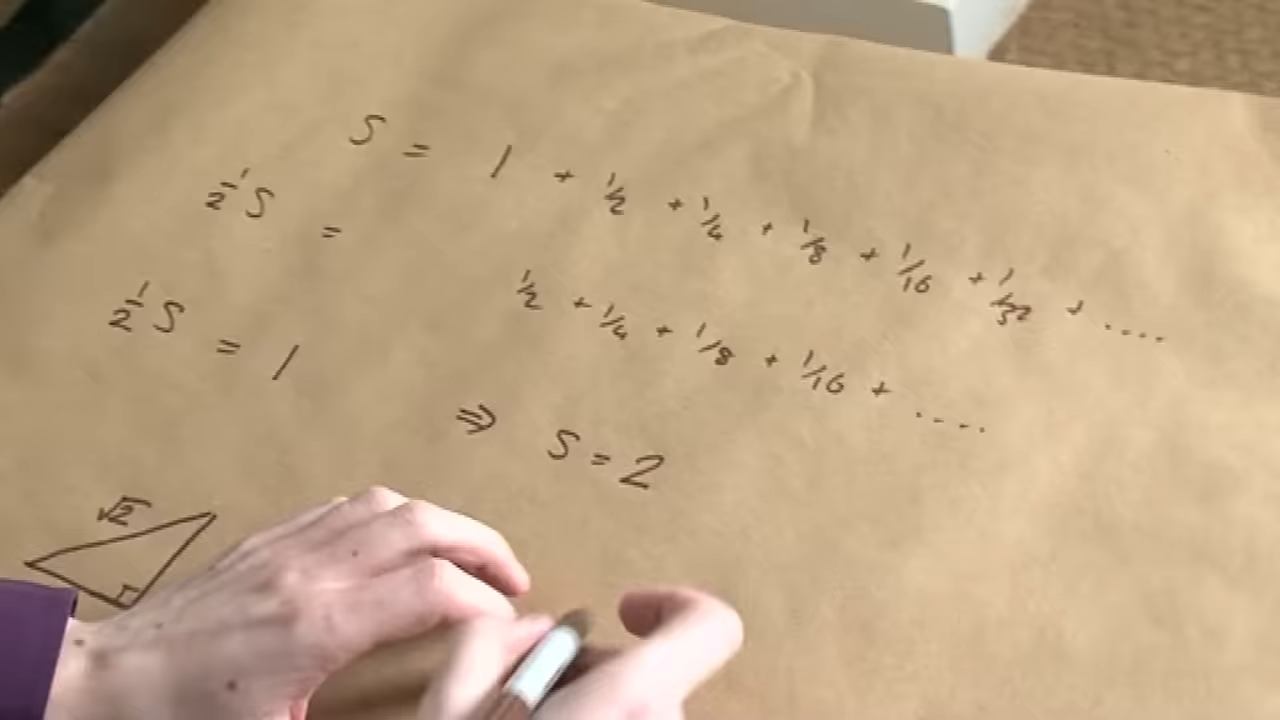 S = 1 + 1/2 + 1/4 + 1/8 + 1/16 + 1/32 + ....
1/2 S = 1/2 + 1/4 + 1/8 + 1/16 + ....
1/2 S = 1
⇒ S = 2
√2